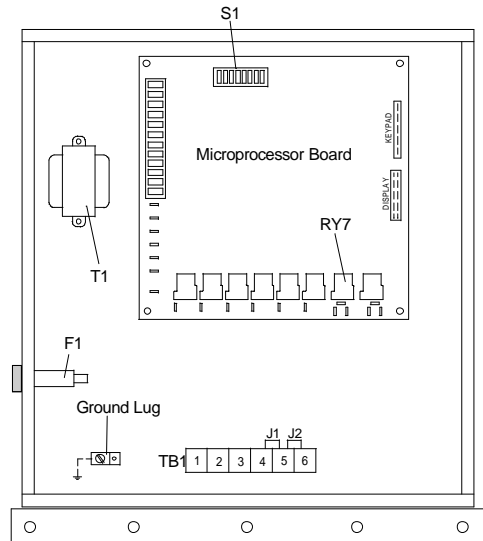 S1
KEYPAD
Microprocessor Board
DISPLAY
RY7
T1
F1
Ground Lug
J1 J2
TB1 1 2 3 4 5 6